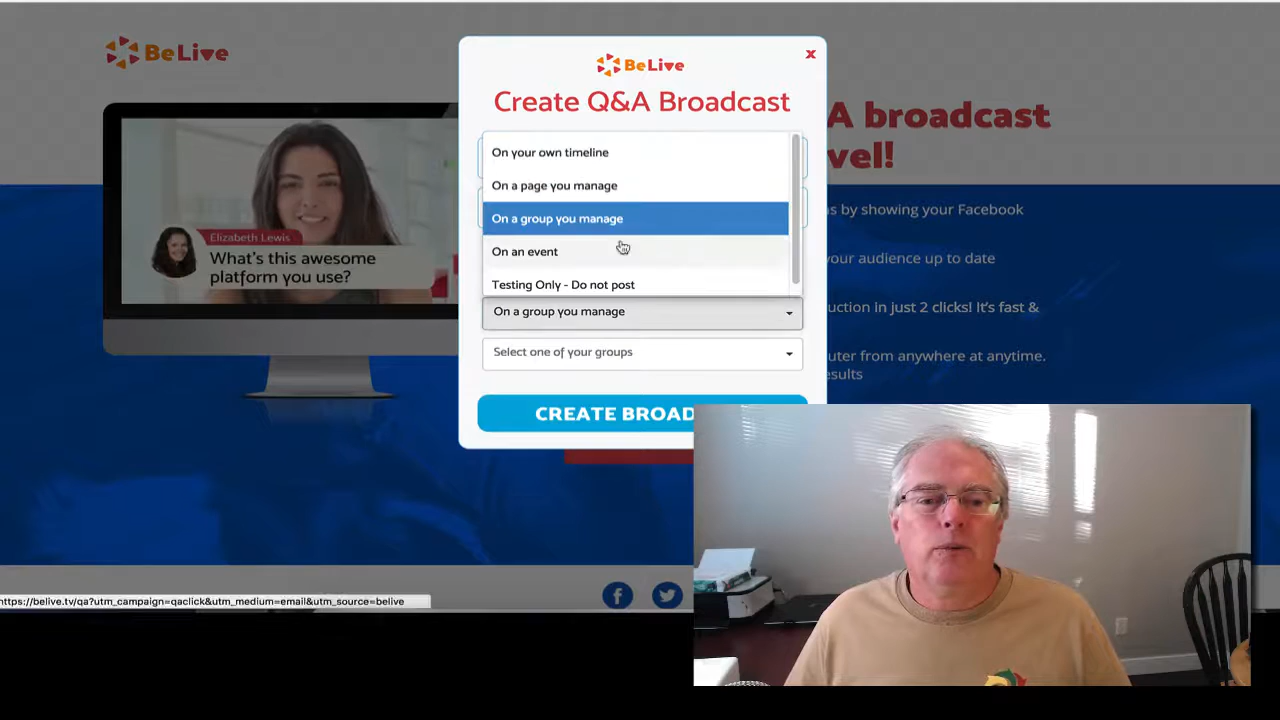 BeLive
Elizabeth Lewis
What's this awesome
platform you use?
BeLive
x
Create Q&A Broadcast
On your own timeline
On a page you manage
On a group you manage
On an event
Testing Only - Do not post
On a group you manage
Select one of your groups
CREATE BROAD
A broadcast
vel!
s by showing your Facebook
your audience up to date
uction in just 2 clicks! It's fast &
uter from anywhere at anytime.
esults
https://belive.tv/qa?utm_campaign=qaclick&utm_medium=email&utm_source=belive